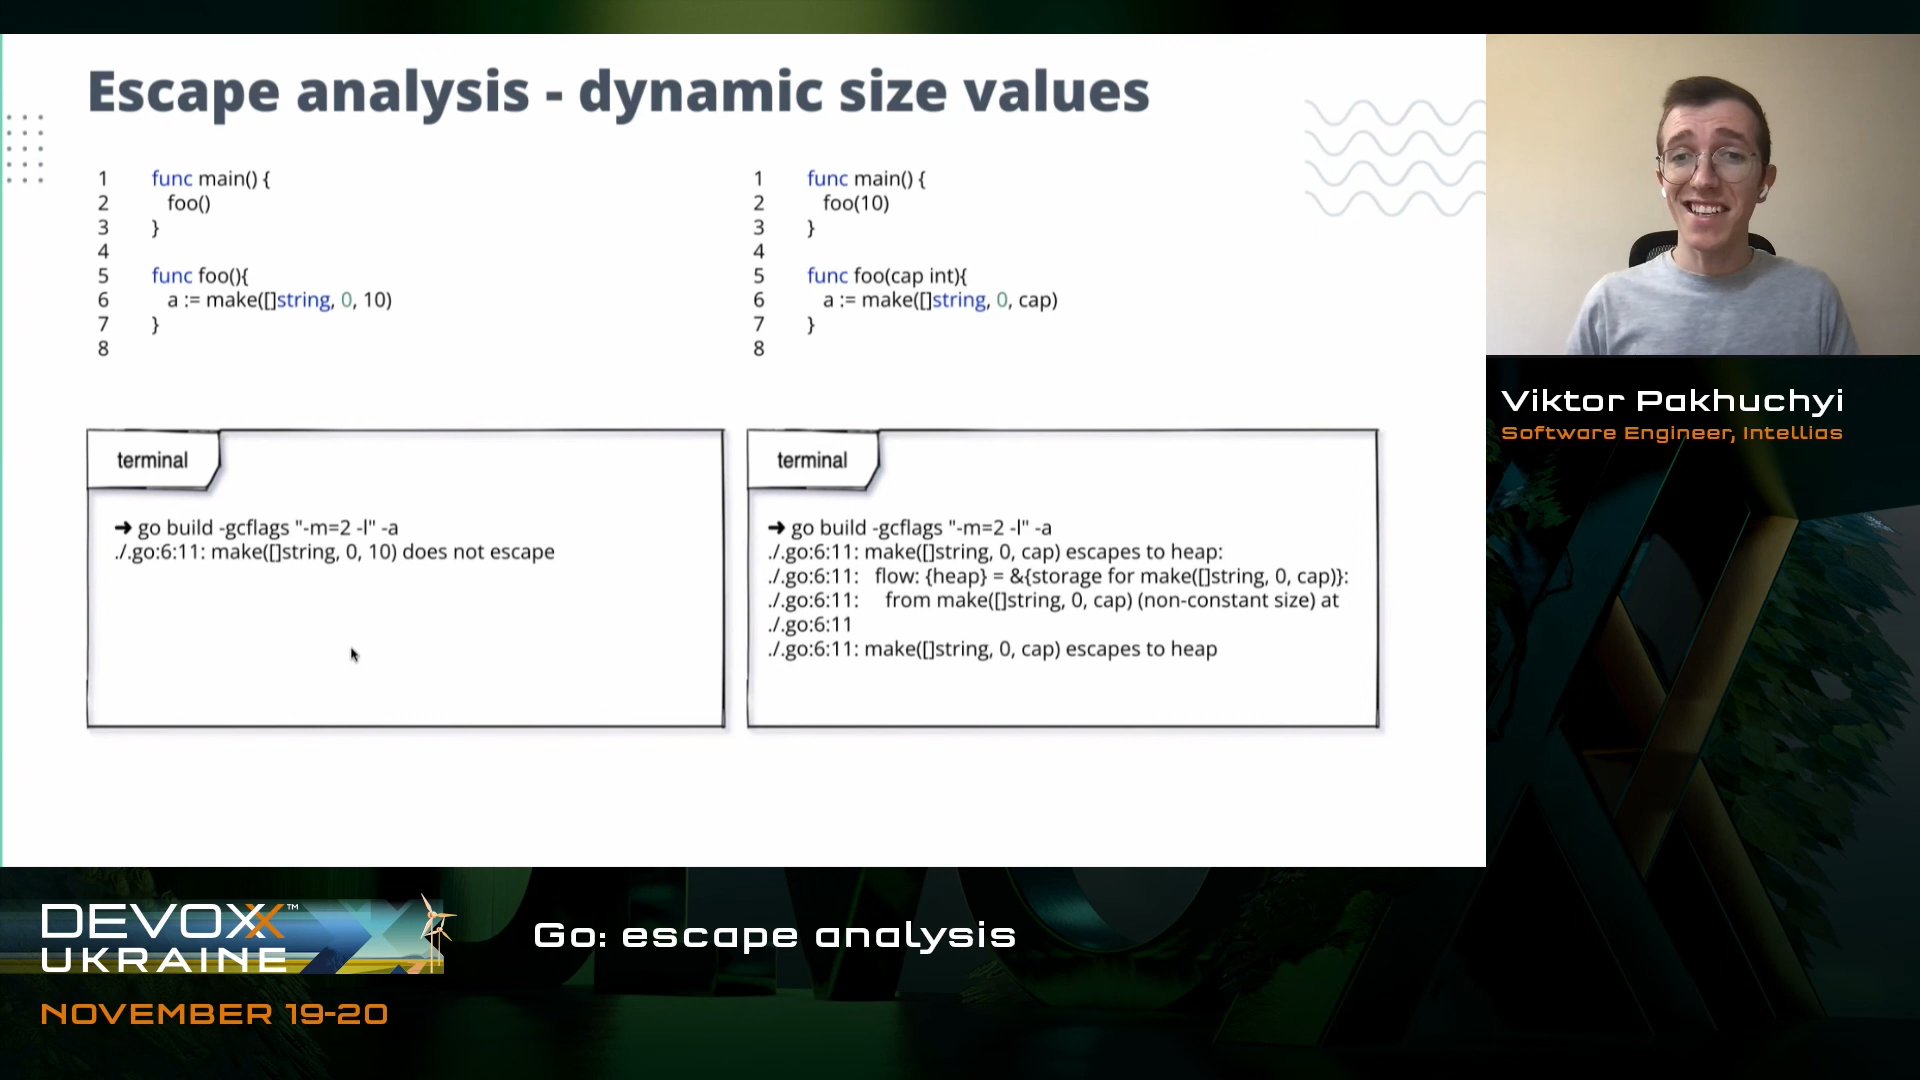 Escape analysis - dynamic size values
1 func main() {
2 foo()
3 }
4
5 func foo(){
6 a := make([]string, 0, 10)
7 }
8
1 func main() {
2 foo(10)
3 }
4
5 func foo(cap int){
6 a := make([]string, 0, cap)
7 }
8
terminal
➜ go build -gcflags "-m=2 -l" -a
./.go:6:11: make([]string, 0, 10) does not escape
terminal
➜ go build -gcflags "-m=2 -l" -a
./.go:6:11: make([]string, 0, cap) escapes to heap:
./.go:6:11: flow: {heap} = &{storage for make([]string, 0, cap)}:
./.go:6:11: from make([]string, 0, cap) (non-constant size) at
./.go:6:11
./.go:6:11: make([]string, 0, cap) escapes to heap
Viktor Pakhuchyi
Software Engineer, Intellias
DEVOXX™
UKRAINE
NOVEMBER 19-20
Go: escape analysis